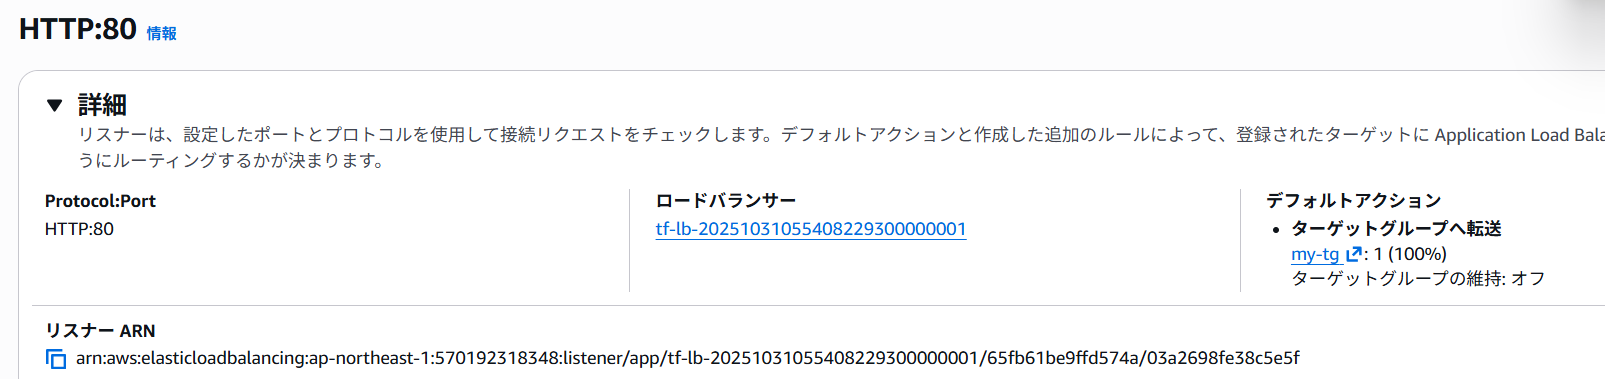 HTTP:80 情報
▼ 詳細
リスナーは、設定したポートとプロトコルを使用して接続リクエストをチェックします。デフォルトアクションと作成した追加のルールによって、登録されたターゲットに Application Load Bala
うにルーティングするかが決まります。
Protocol:Port
HTTP:80
ロードバランサー
tf-lb-20251031055408229300000001
デフォルトアクション
• ターゲットグループへ転送
my-tg : 1 (100%)
ターゲットグループの維持: オフ
リスナー ARN
arn:aws:elasticloadbalancing:ap-northeast-1:570192318348:listener/app/tf-lb-20251031055408229300000001/65fb61be9ffd574a/03a2698fe38c5e5f